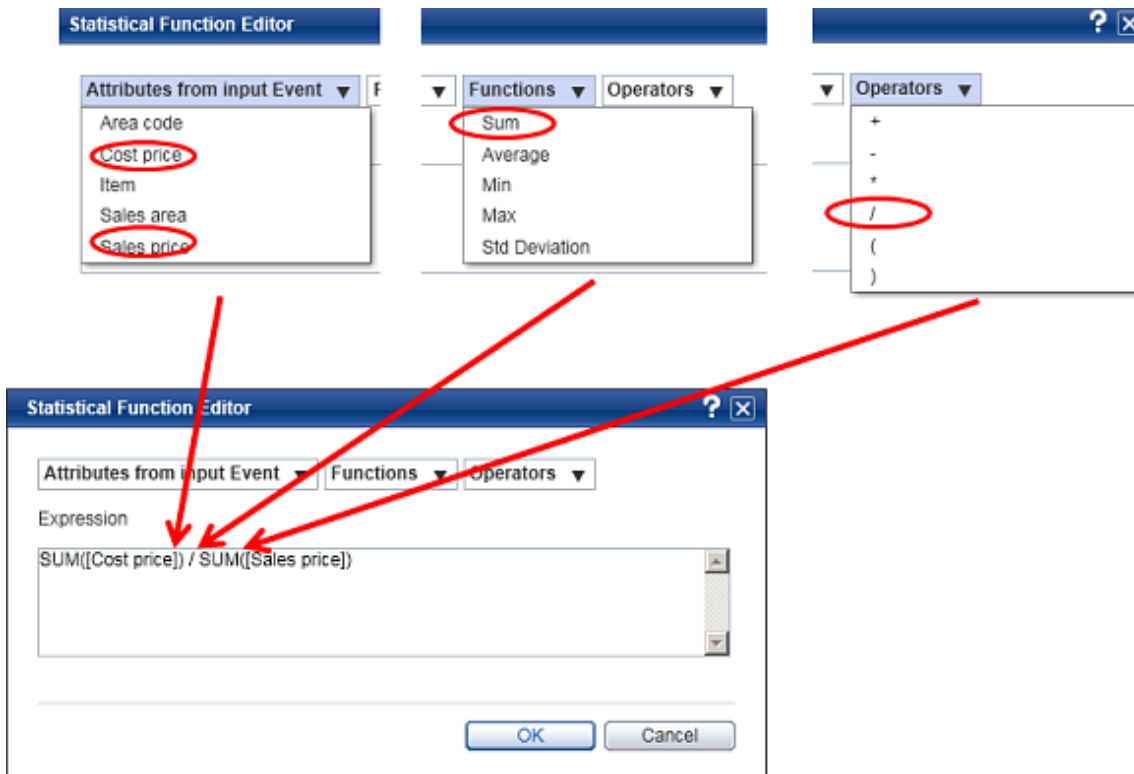 Statistical Function Editor
?
Attributes from input Event ▼
Area code
Cost price
Item
Sales area
Sales price
▼ Functions ▼ Operators ▼
Sum
Average
Min
Max
Std Deviation
▼ Operators ▼
+
-
*
/
(
)
Statistical Function Editor ?
Attributes from input Event ▼ Functions ▼ Operators ▼
Expression
SUM([Cost price]) / SUM([Sales price])
OK Cancel